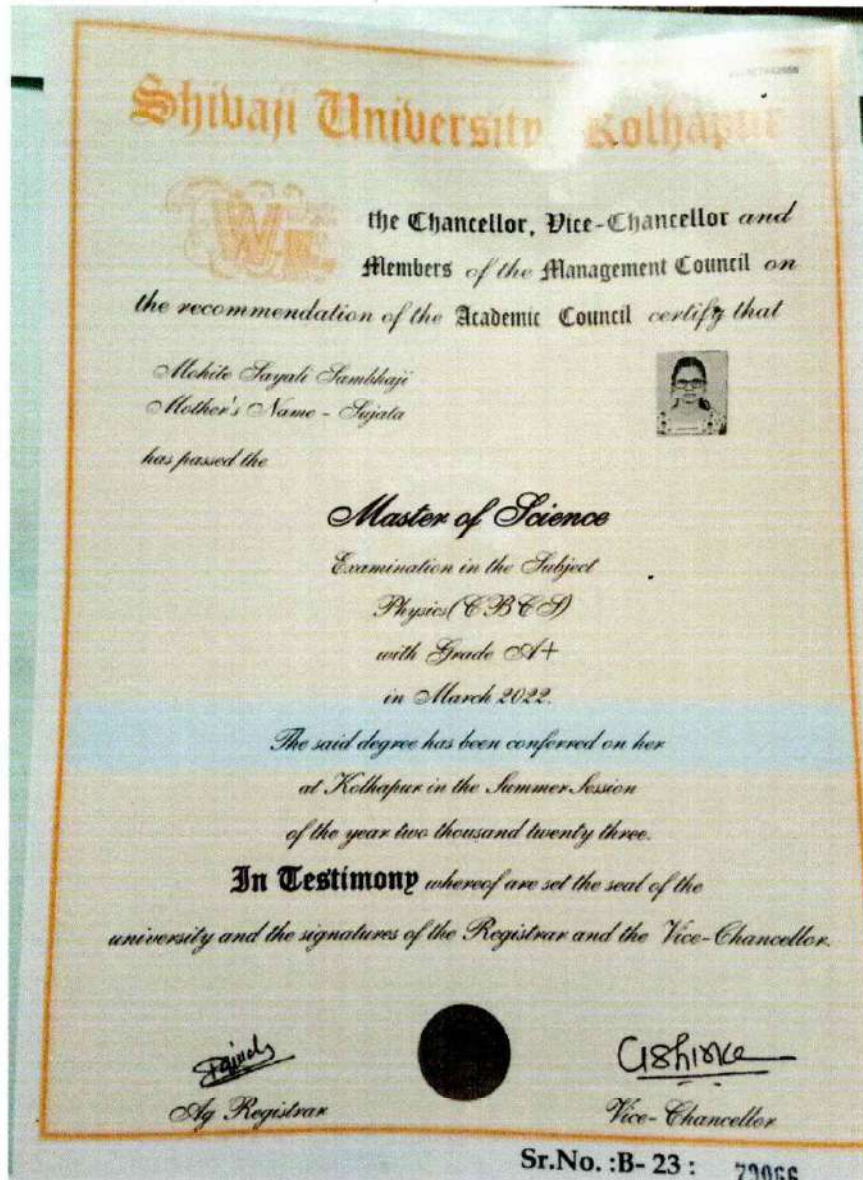 Shivaji University Kolhapur
We
the Chancellor, Vice-Chancellor and
Members of the Management Council on
the recommendation of the Academic Council certify that
Mohite Sayali Sambhaji
Mother's Name - Sujata
has passed the
Master of Science
Examination in the Subject
Physics(CBCS)
with Grade A+
in March 2022.
The said degree has been conferred on her
at Kolhapur in the Summer Session
of the year two thousand twenty three.
In Testimony whereof are set the seal of the
university and the signatures of the Registrar and the Vice-Chancellor.
Ag Registrar
Vice-Chancellor
Sr.No. :B- 23 :